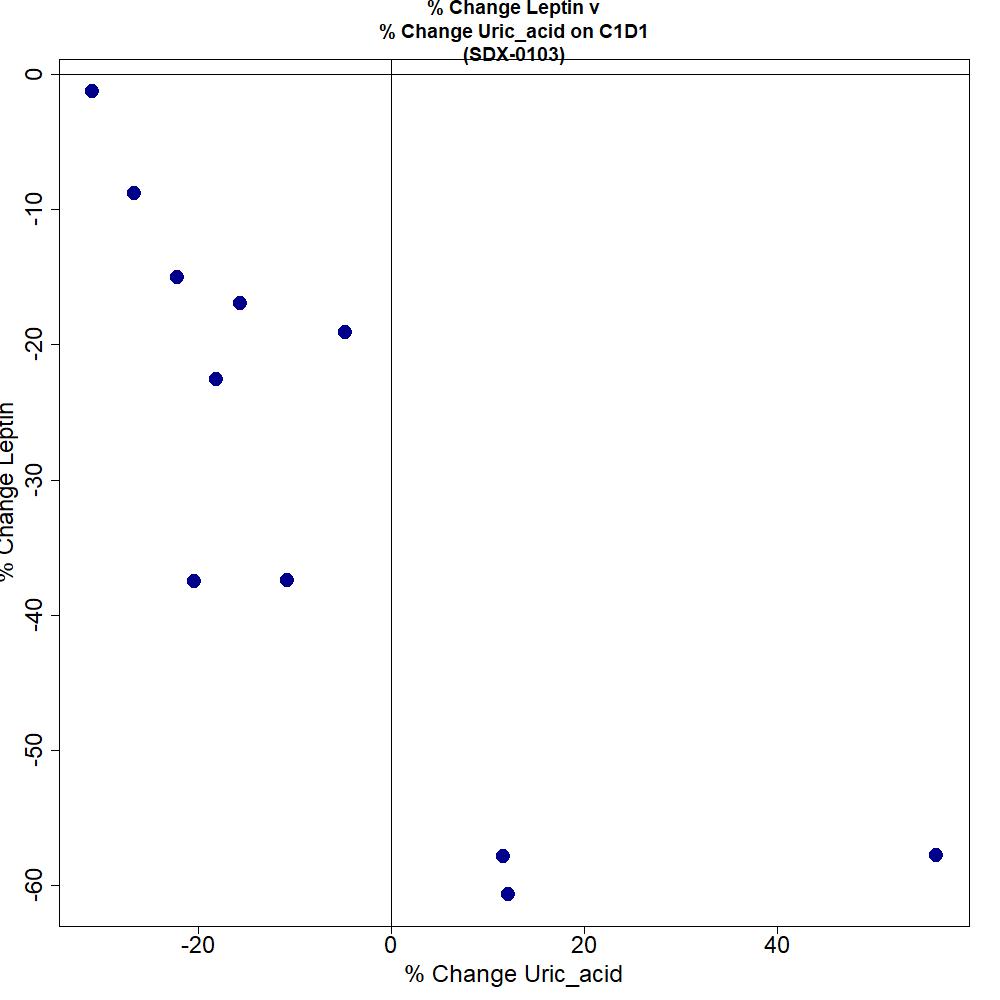 % Change Leptin v
% Change Uric_acid on C1D1
(SDX-0103)
% Change Leptin
0
-10
-20
-30
-40
-50
-60
-20
0
20
40
% Change Uric_acid